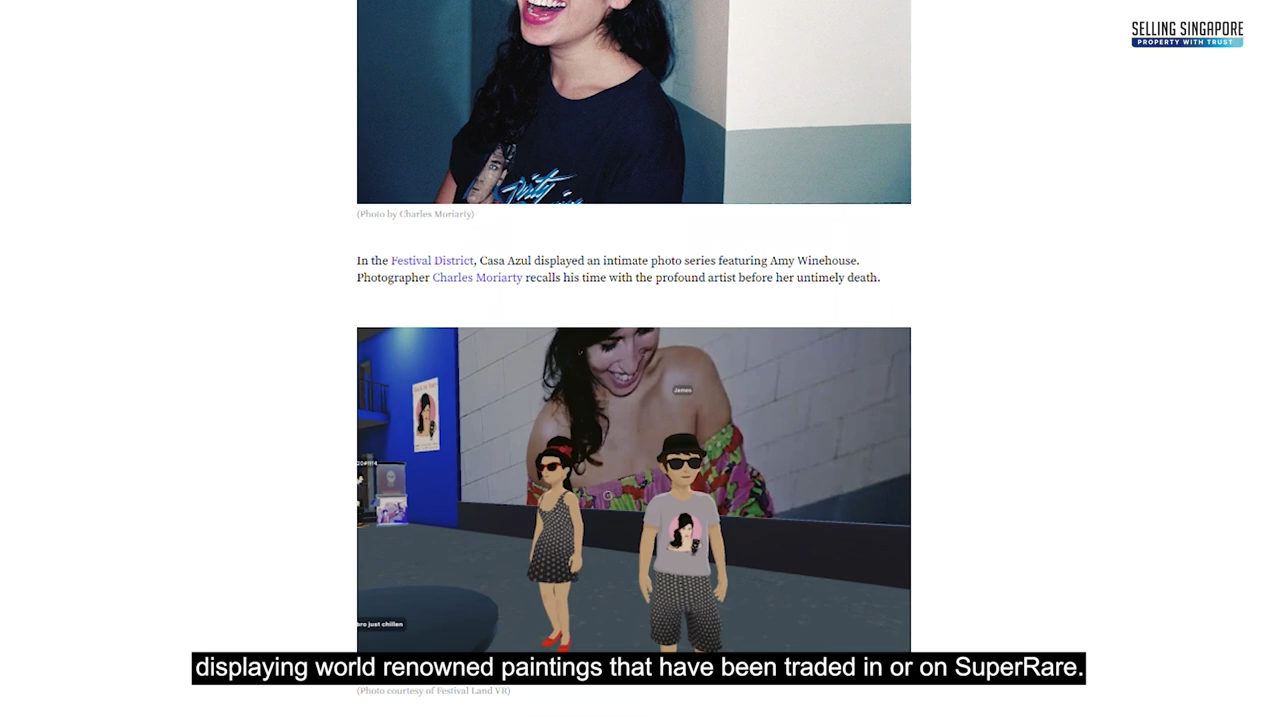 SELLING SINGAPORE
PROPERTY WITH TRUST
Dirty
(Photo by Charles Moriarty)
In the Festival District, Casa Azul displayed an intimate photo series featuring Amy Winehouse.
Photographer Charles Moriarty recalls his time with the profound artist before her untimely death.
James
bro just chillen
displaying world renowned paintings that have been traded in or on SuperRare.
(Photo courtesy of Festival Land VR)